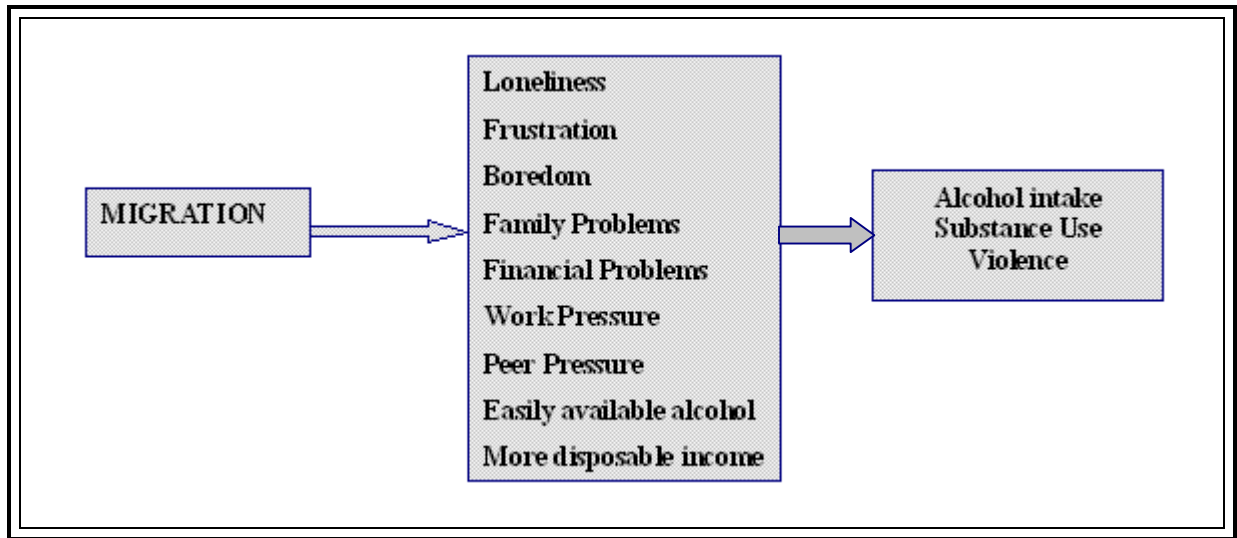 MIGRATION
Loneliness
Frustration
Boredom
Family Problems
Financial Problems
Work Pressure
Peer Pressure
Easily available alcohol
More disposable income
Alcohol intake
Substance Use
Violence